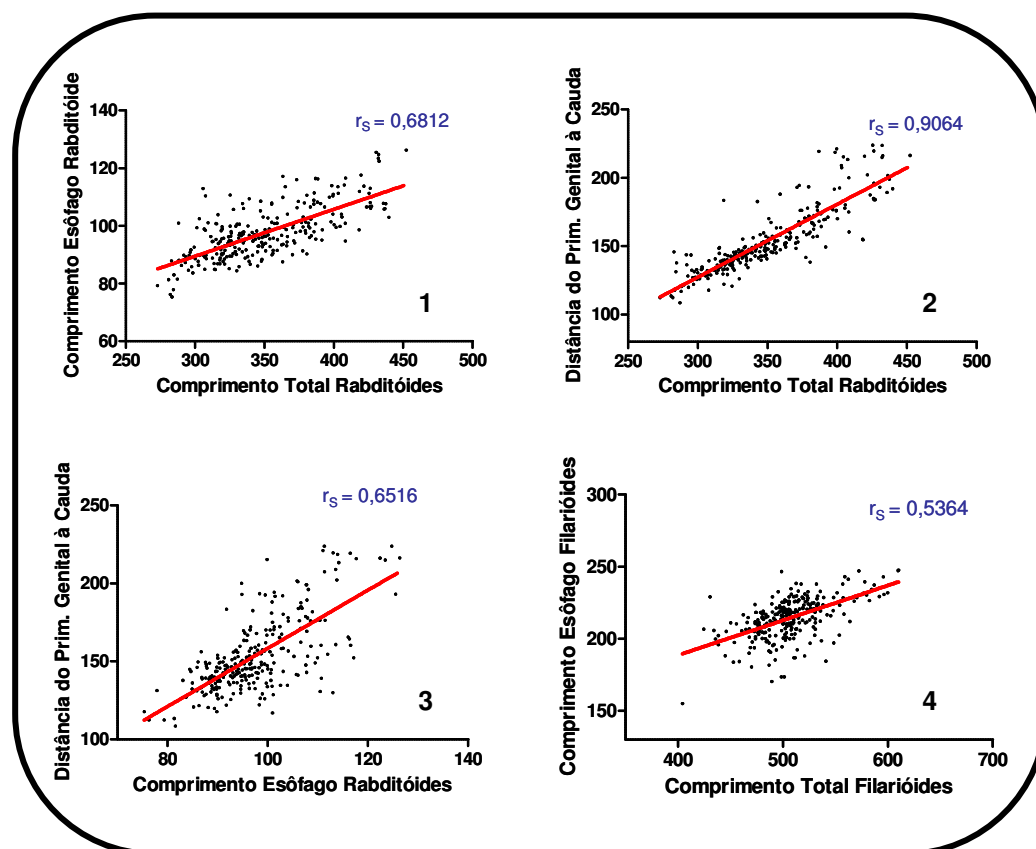 Comprimento Esôfago Rabditóide
140
120
100
80
60
rS = 0,6812
1
250 300 350 400 450 500
Comprimento Total Rabditóides
Distância do Prim. Genital à Cauda
250
200
150
100
rS = 0,9064
2
250 300 350 400 450 500
Comprimento Total Rabditóides
Distância do Prim. Genital à Cauda
250
200
150
100
rS = 0,6516
3
80 100 120 140
Comprimento Esôfago Rabditóides
Comprimento Esôfago Filarióides
300
250
200
150
rS = 0,5364
4
400 500 600 700
Comprimento Total Filarióides